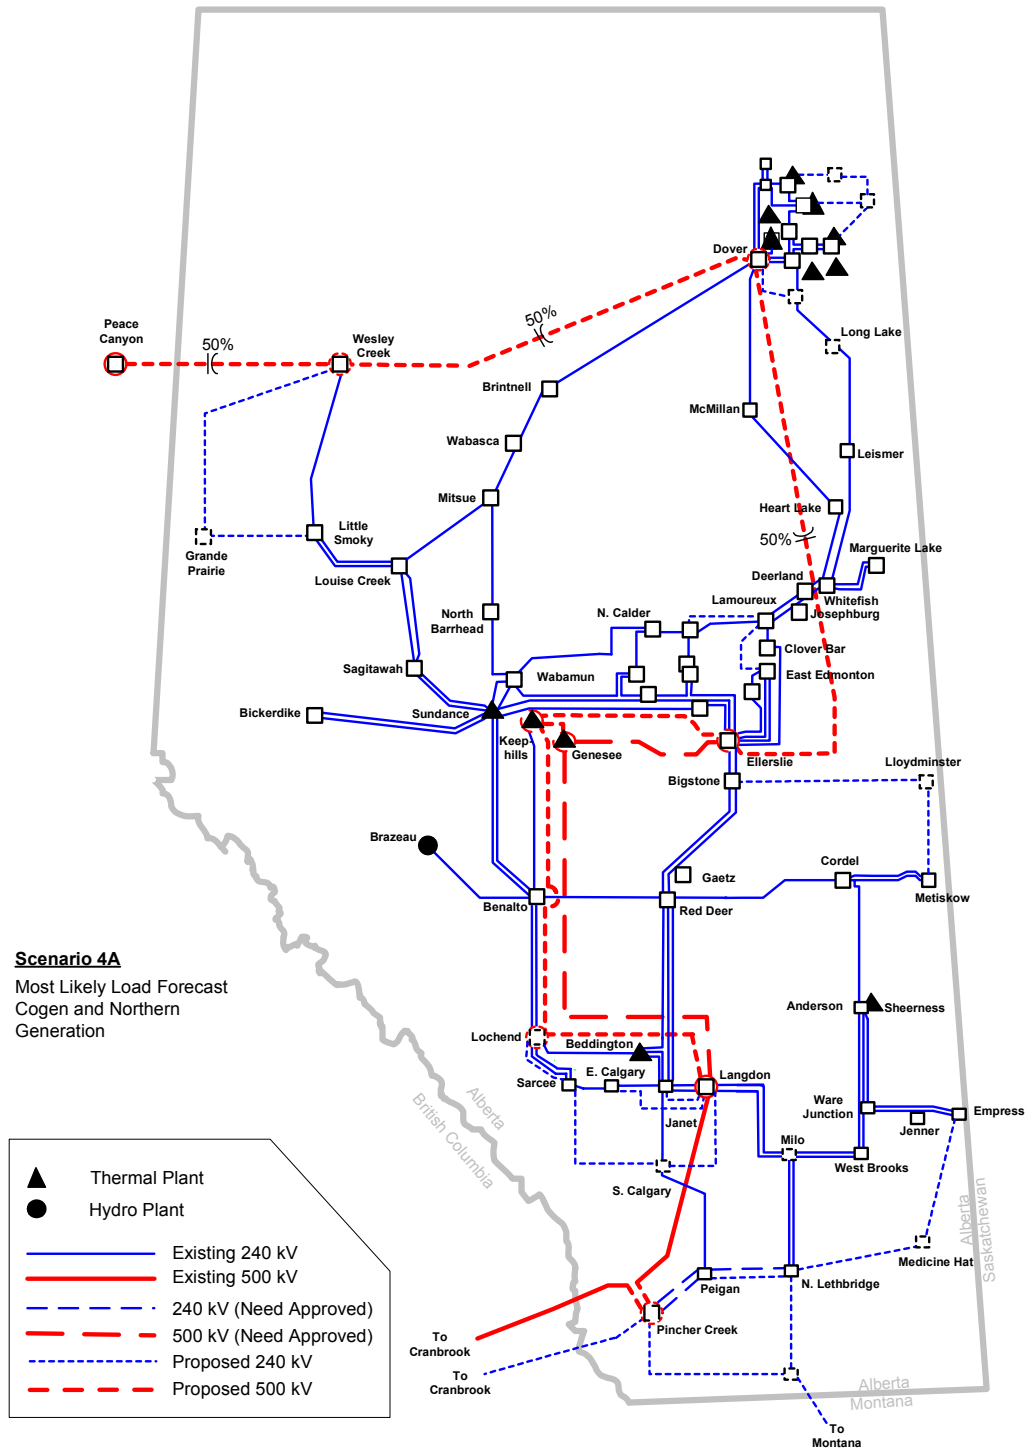 Dover
Peace
Canyon
50%
Wesley
Creek
50%
Long Lake
Brintnell
McMillan
Wabasca
Leismer
Mitsue
Heart Lake
Little
Smoky
50%
Grande
Prairie
Marguerite Lake
Louise Creek
Deerland
Lamoureux
Whitefish
North
Barrhead
N. Calder
Josephburg
Clover Bar
Sagitawah
Wabamun
East Edmonton
Bickerdike
Sundance
Keep-
hills
Genesee
Ellerslie
Lloydminster
Bigstone
Brazeau
Cordel
Gaetz
Benalto
Red Deer
Metiskow
Scenario 4A
Most Likely Load Forecast
Cogen and Northern
Generation
Anderson
Sheerness
Lochend
Beddington
E. Calgary
Langdon
Sarcee
Alberta
British Columbia
Janet
Ware
Junction
Empress
Jenner
Milo
West Brooks
S. Calgary
Alberta
Saskatchewan
Medicine Hat
Peigan
N. Lethbridge
Pincher Creek
To
Cranbrook
To
Cranbrook
Alberta
Montana
To
Montana
Thermal Plant
Hydro Plant
Existing 240 kV
Existing 500 kV
240 kV (Need Approved)
500 kV (Need Approved)
Proposed 240 kV
Proposed 500 kV